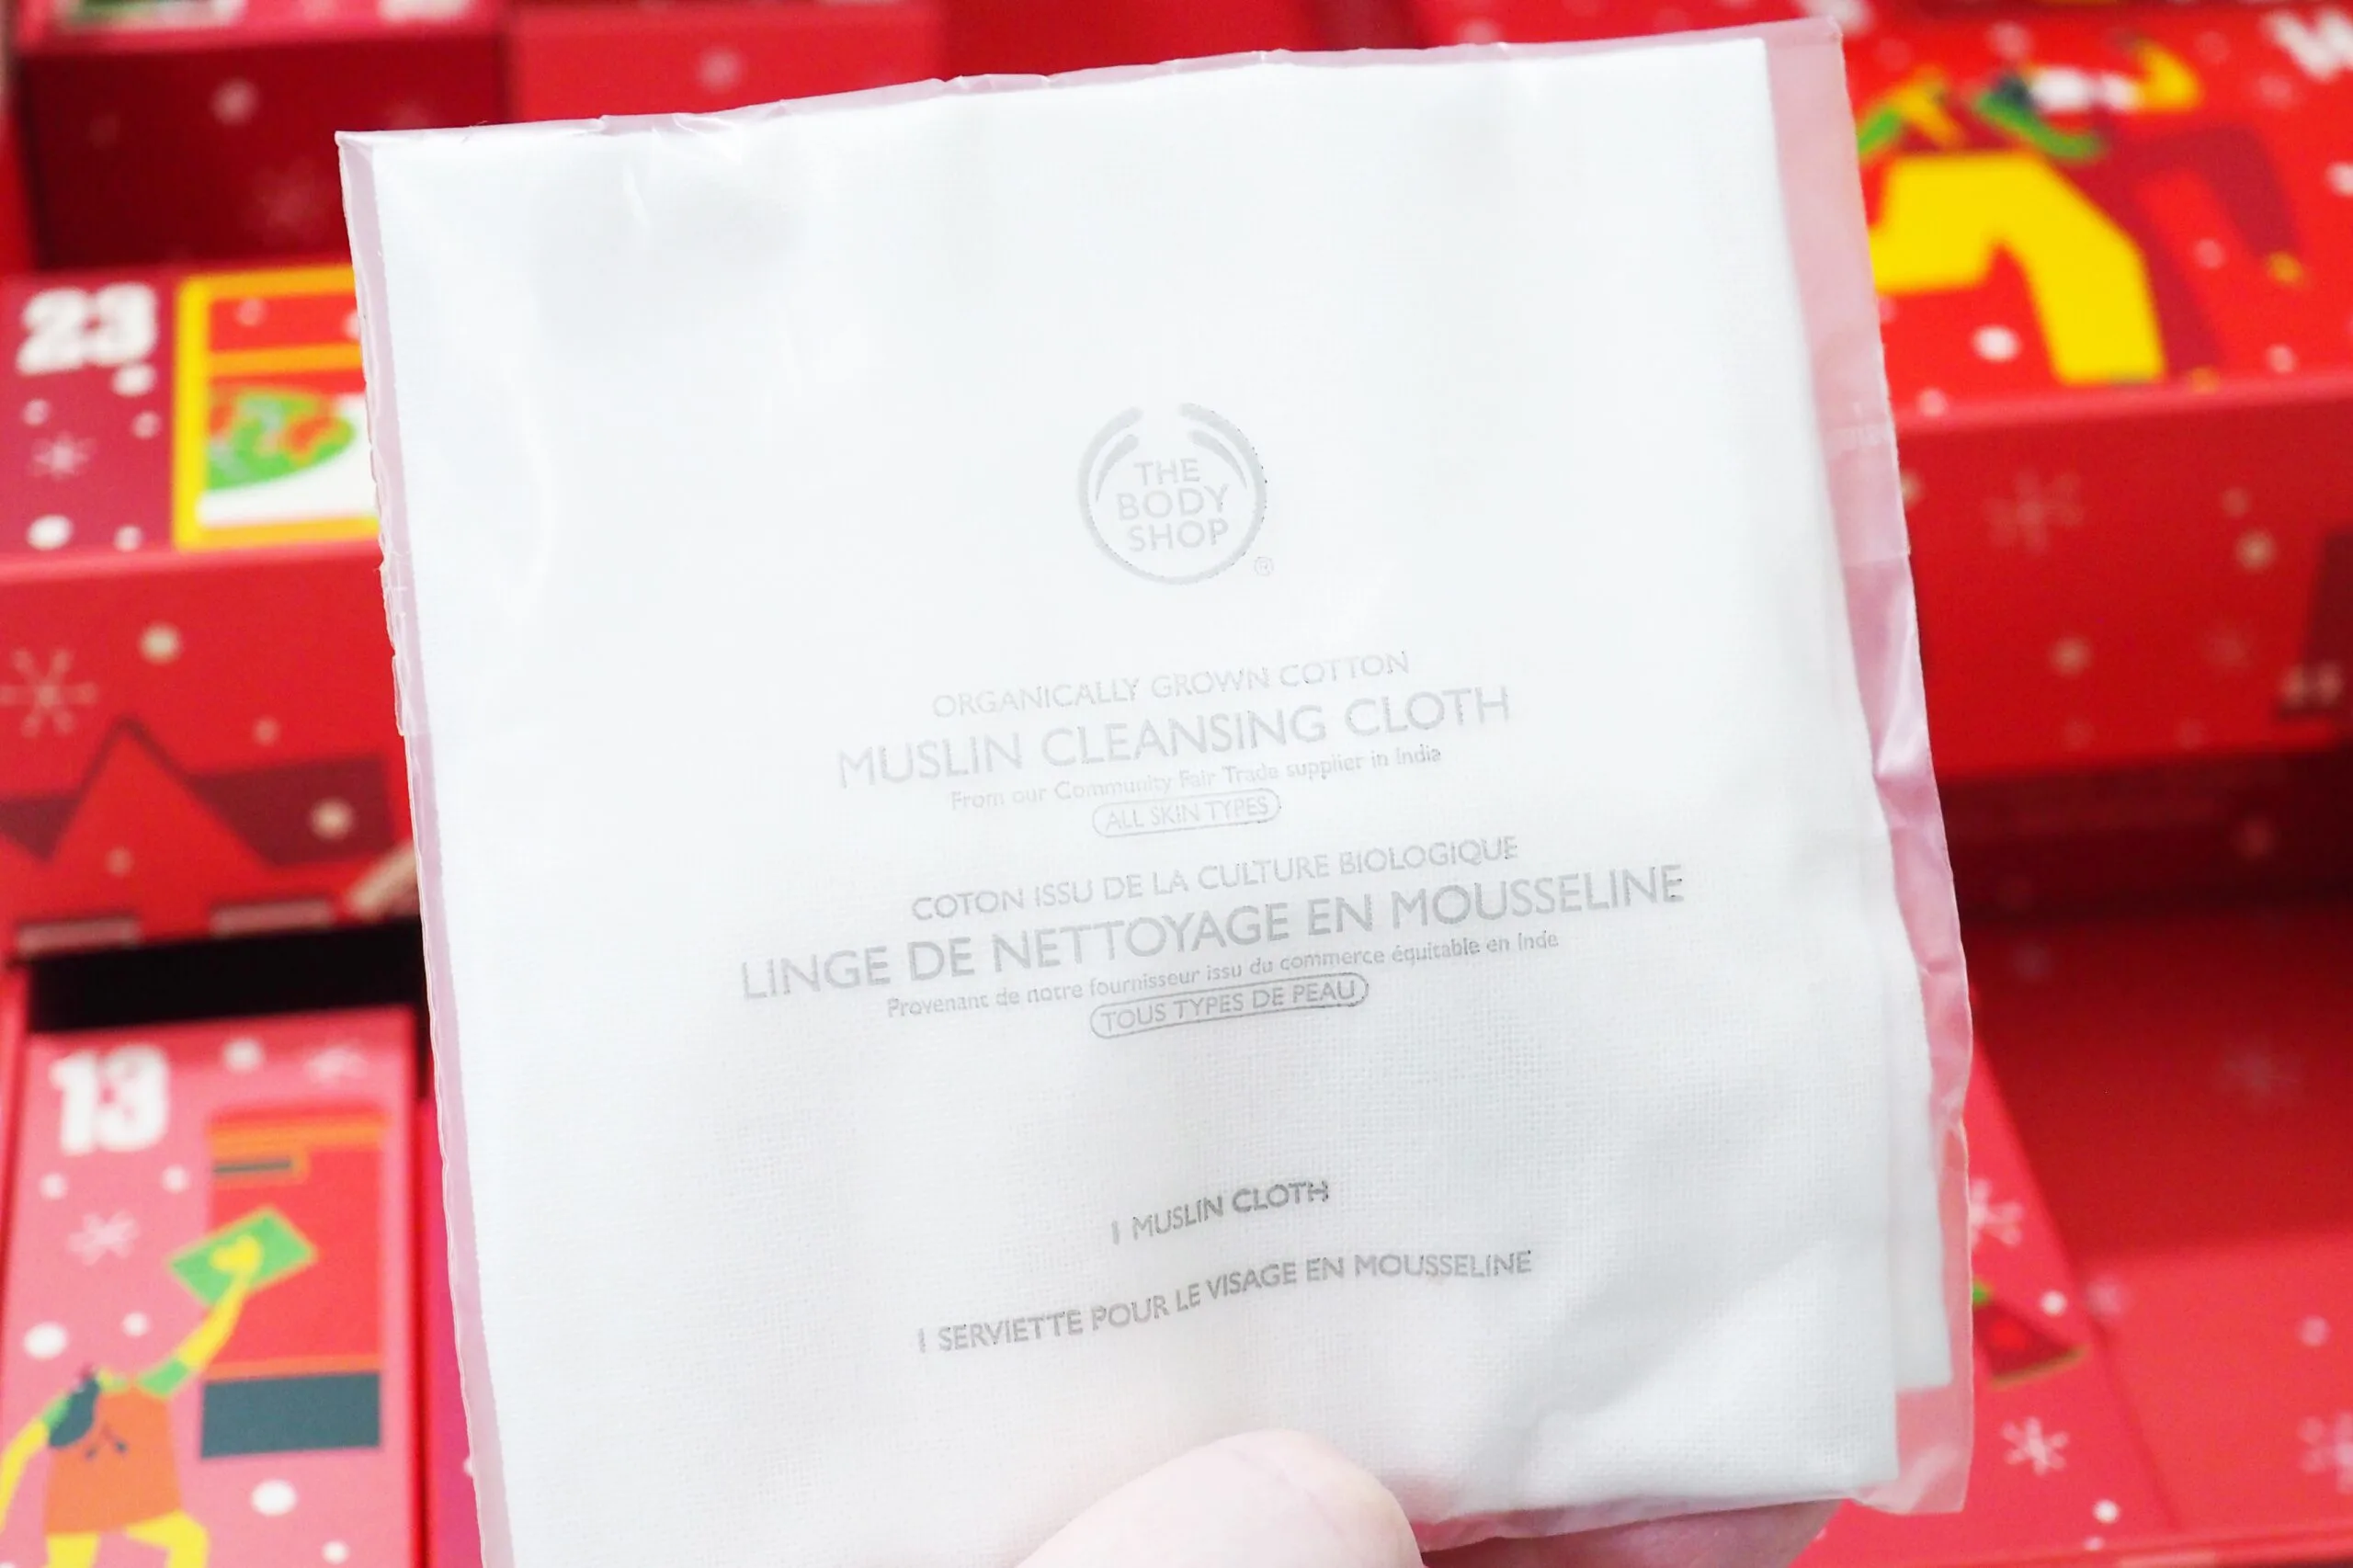 THE
BODY
SHOP
®
ORGANICALLY GROWN COTTON
MUSLIN CLEANSING CLOTH
From our Community Fair Trade supplier in India
ALL SKIN TYPES
COTON ISSU DE LA CULTURE BIOLOGIQUE
LINGE DE NETTOYAGE EN MOUSSELINE
Provenant de notre fournisseur issu du commerce équitable en Inde
TOUS TYPES DE PEAU
1 MUSLIN CLOTH
1 SERVIETTE POUR LE VISAGE EN MOUSSELINE
23
13